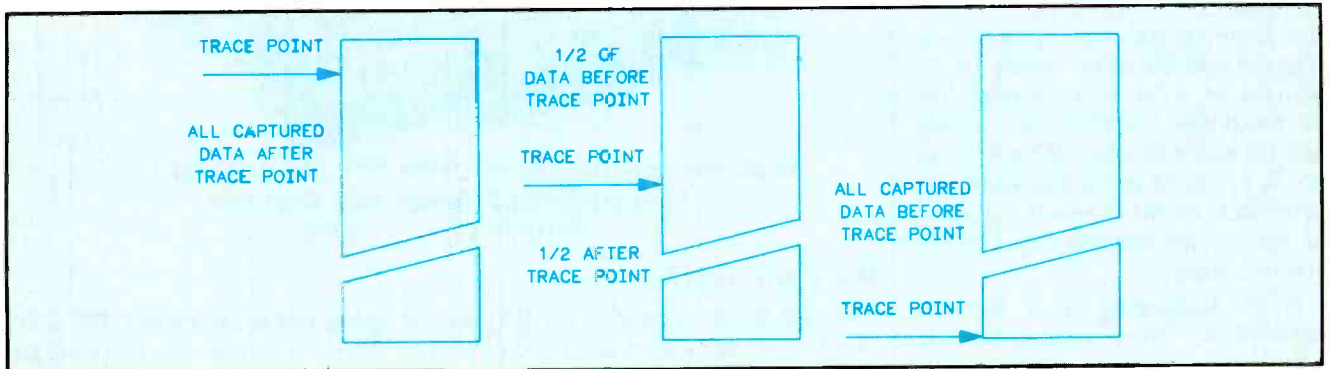 TRACE POINT
ALL CAPTURED
DATA AFTER
TRACE POINT
1/2 OF
DATA BEFORE
TRACE POINT
TRACE POINT
1/2 AFTER
TRACE POINT
ALL CAPTURED
DATA BEFORE
TRACE POINT
TRACE POINT